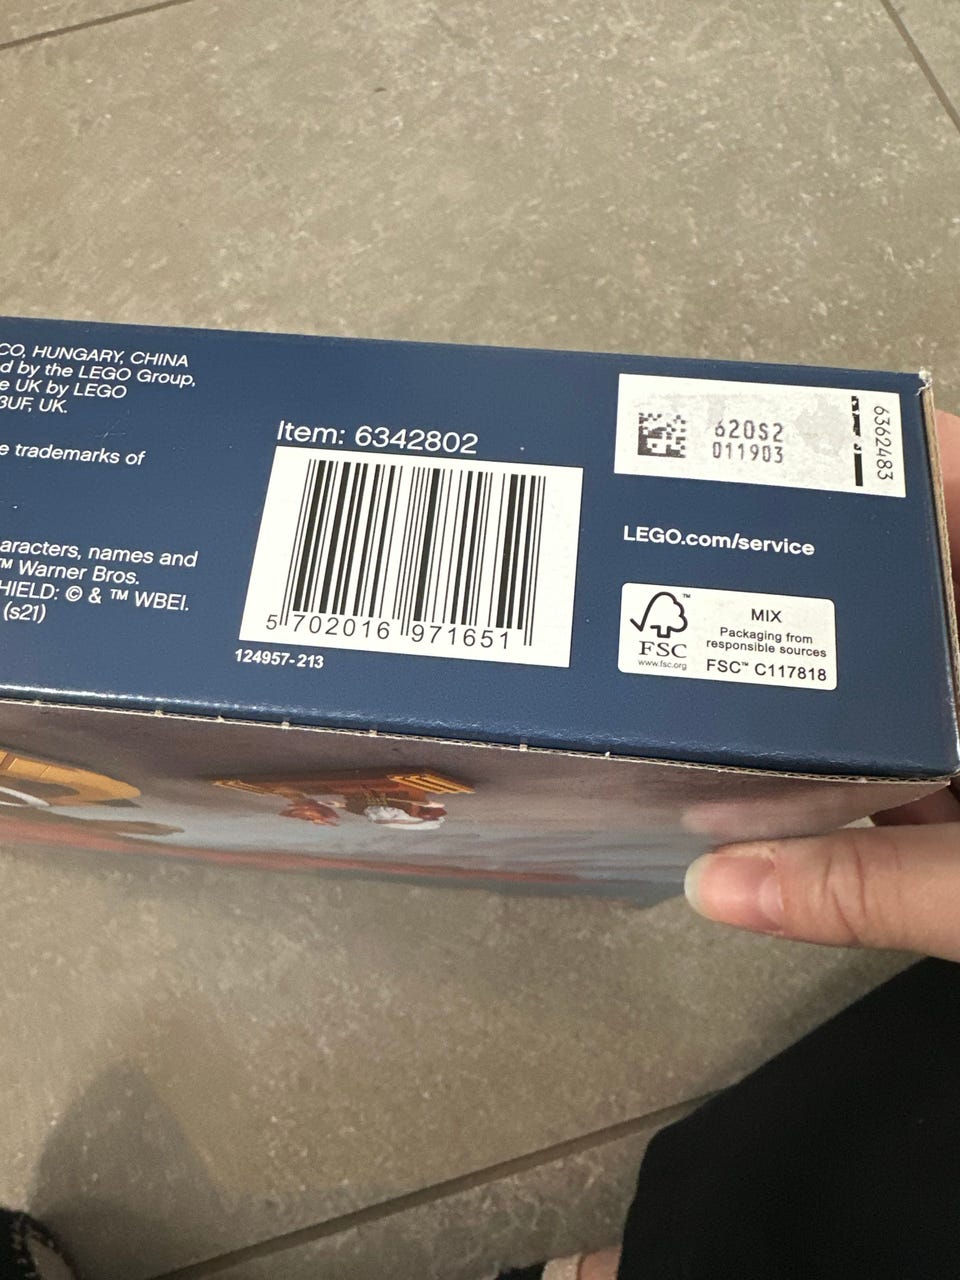 CO, HUNGARY, CHINA
d by the LEGO Group,
e UK by LEGO
BUF, UK.
e trademarks of
aracters, names and
™ Warner Bros.
HIELD: © & ™ WBEI.
(s21)
Item: 6342802
5 702016 971651
124957-213
620S2
011903
6362483
LEGO.com/service
FSC
www.fsc.org
MIX
Packaging from
responsible sources
FSC™ C117818